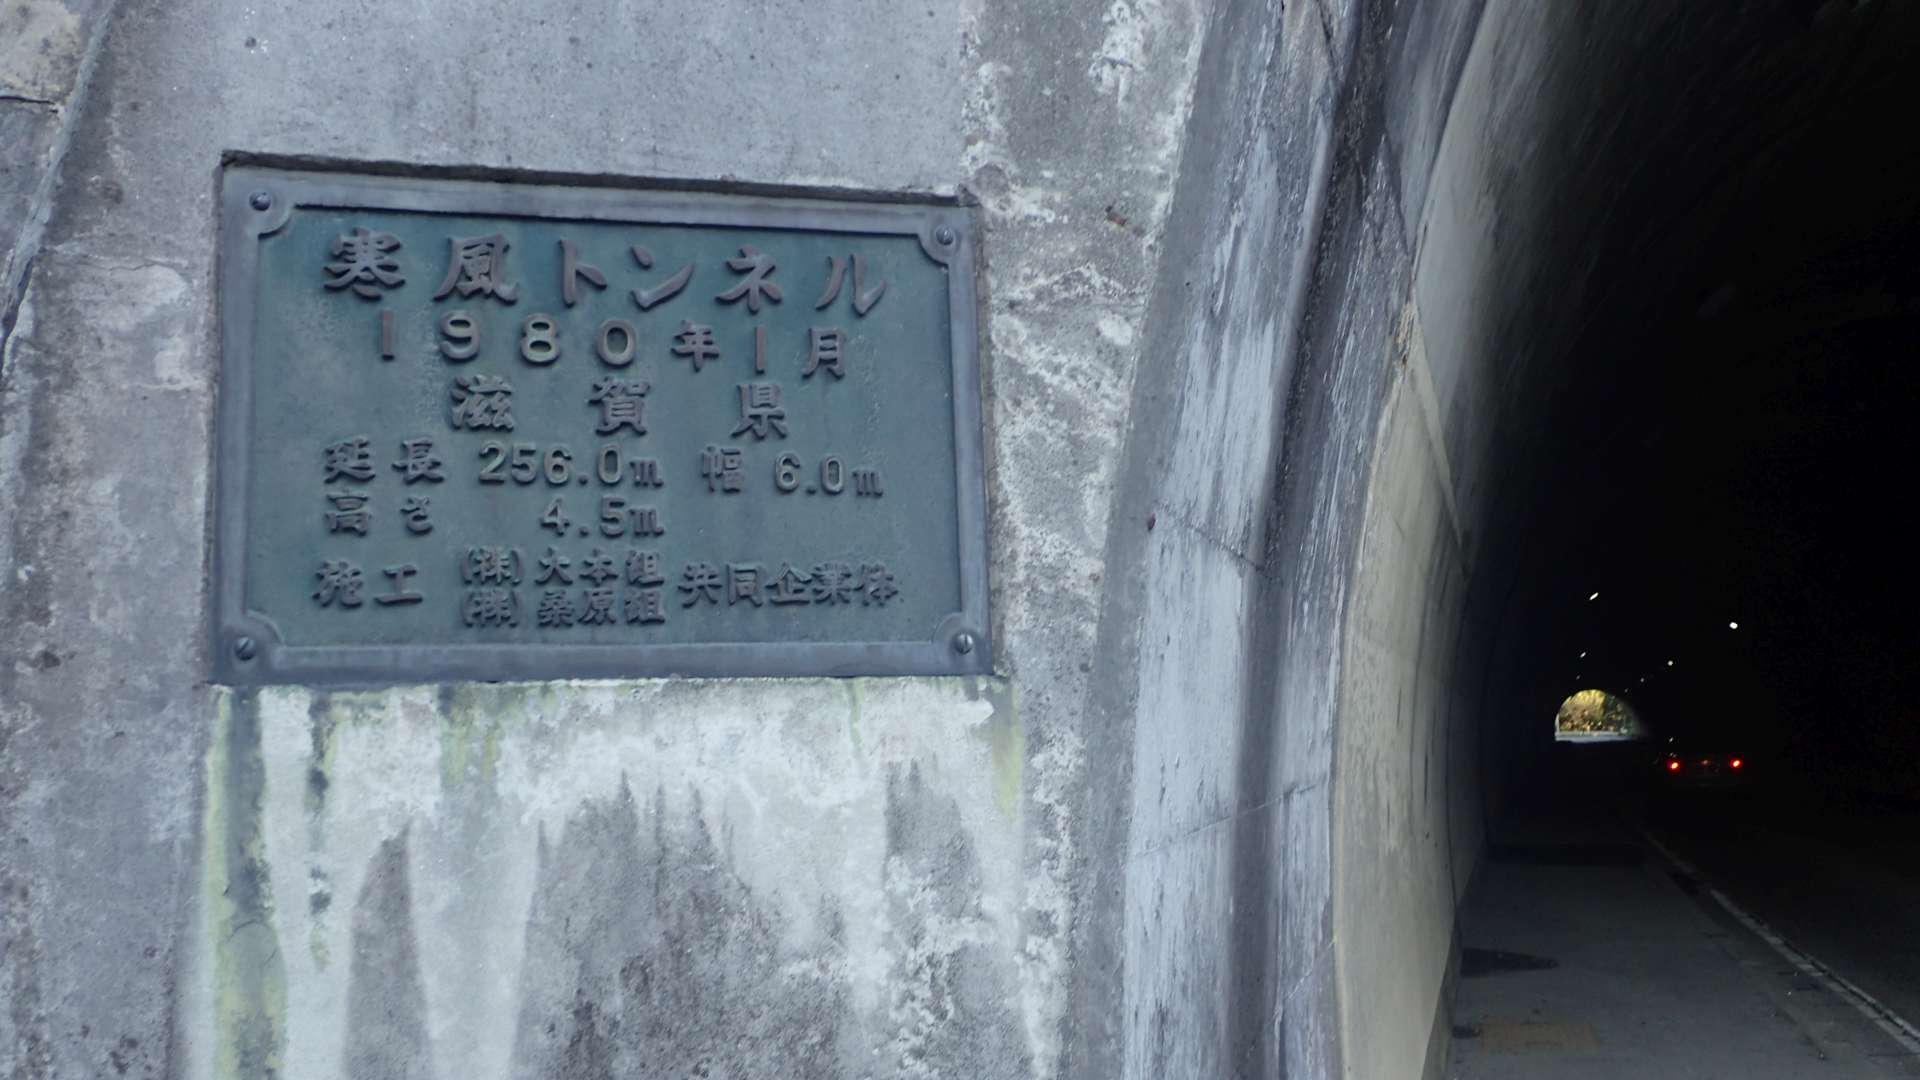 寒風トンネル
1980年1月
滋賀県
延長 256.0m 幅 6.0m
高さ 4.5m
施工 (株)大本組 共同企業体
(株)桑原組